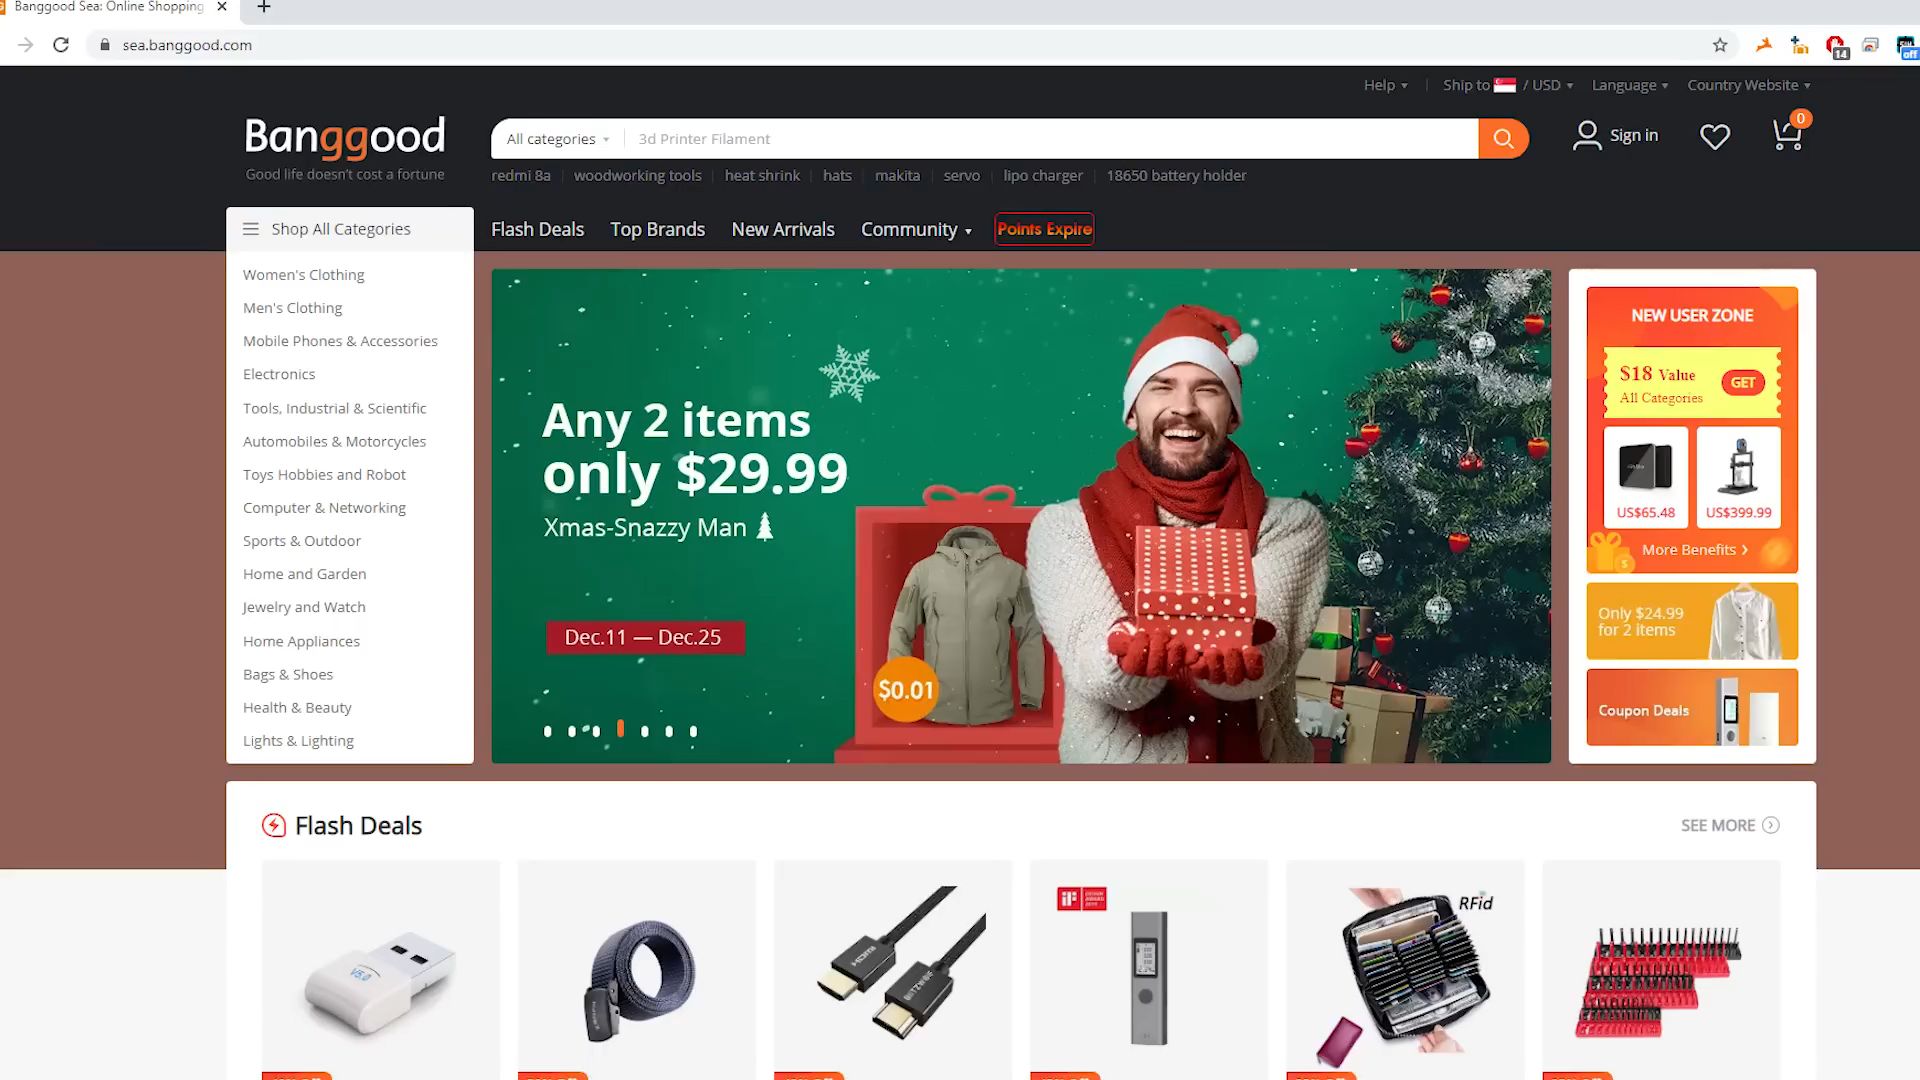 Banggood Sea: Online Shopping
sea.banggood.com
14
off
Help
Ship to / USD
Language
Country Website
Banggood
Good life doesn't cost a fortune
All categories
3d Printer Filament
Sign in
0
redmi 8a
woodworking tools
heat shrink
hats
makita
servo
lipo charger
18650 battery holder
Shop All Categories
Flash Deals
Top Brands
New Arrivals
Community
Points Expire
Women's Clothing
Men's Clothing
Mobile Phones & Accessories
Electronics
Tools, Industrial & Scientific
Automobiles & Motorcycles
Toys Hobbies and Robot
Computer & Networking
Sports & Outdoor
Home and Garden
Jewelry and Watch
Home Appliances
Bags & Shoes
Health & Beauty
Lights & Lighting
Any 2 items
only $29.99
Xmas-Snazzy Man
Dec.11 — Dec.25
$0.01
NEW USER ZONE
$18 Value
All Categories
GET
US$65.48
US$399.99
More Benefits
Only $24.99
for 2 items
Coupon Deals
Flash Deals
SEE MORE
V5.0
HDMI
BLITZWOLF
iF
RFid